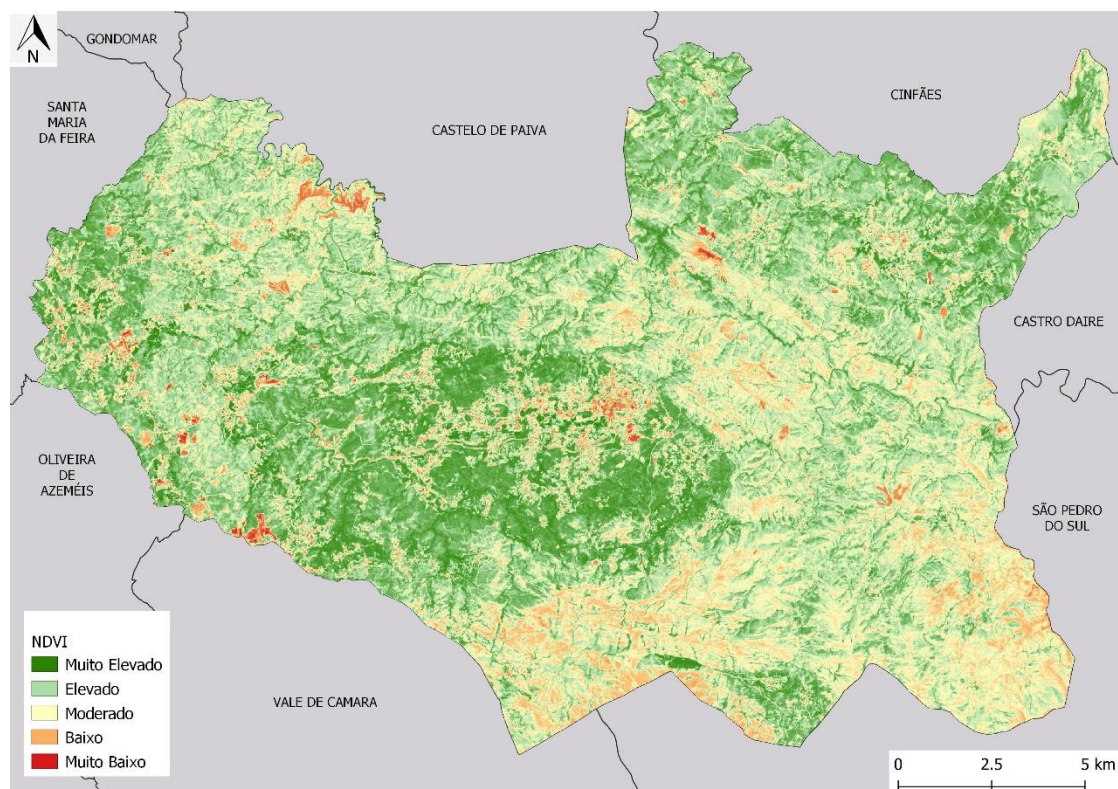 N
GONDOMAR
SANTA
MARIA
DA FEIRA
CASTELO DE PAIVA
CINFÃES
CASTRO DAIRE
OLIVEIRA
DE
AZEMÉIS
SÃO PEDRO
DO SUL
VALE DE CAMARA
NDVI
Muito Elevado
Elevado
Moderado
Baixo
Muito Baixo
0 2.5 5 km